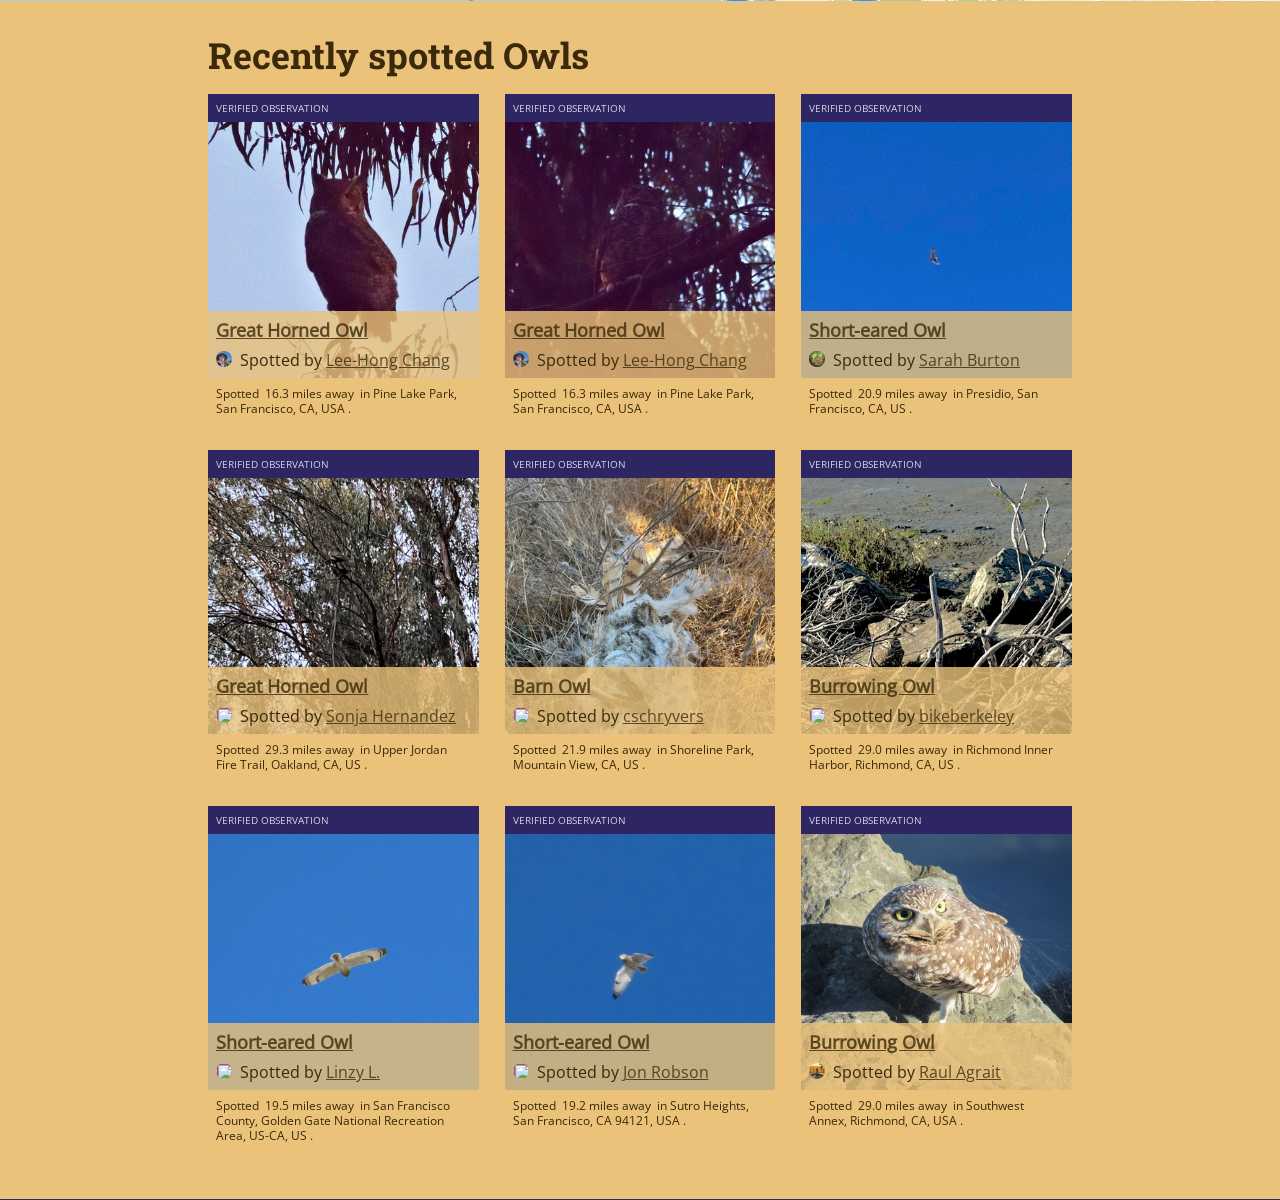 Recently spotted Owls
VERIFIED OBSERVATION
Great Horned Owl
Spotted by Lee-Hong Chang
Spotted 16.3 miles away in Pine Lake Park,
San Francisco, CA, USA .
VERIFIED OBSERVATION
Great Horned Owl
Spotted by Lee-Hong Chang
Spotted 16.3 miles away in Pine Lake Park,
San Francisco, CA, USA .
VERIFIED OBSERVATION
Short-eared Owl
Spotted by Sarah Burton
Spotted 20.9 miles away in Presidio, San
Francisco, CA, US .
VERIFIED OBSERVATION
Great Horned Owl
Spotted by Sonja Hernandez
Spotted 29.3 miles away in Upper Jordan
Fire Trail, Oakland, CA, US .
VERIFIED OBSERVATION
Barn Owl
Spotted by cschryvers
Spotted 21.9 miles away in Shoreline Park,
Mountain View, CA, US .
VERIFIED OBSERVATION
Burrowing Owl
Spotted by bikeberkeley
Spotted 29.0 miles away in Richmond Inner
Harbor, Richmond, CA, US .
VERIFIED OBSERVATION
Short-eared Owl
Spotted by Linzy L.
Spotted 19.5 miles away in San Francisco
County, Golden Gate National Recreation
Area, US-CA, US .
VERIFIED OBSERVATION
Short-eared Owl
Spotted by Jon Robson
Spotted 19.2 miles away in Sutro Heights,
San Francisco, CA 94121, USA .
VERIFIED OBSERVATION
Burrowing Owl
Spotted by Raul Agrait
Spotted 29.0 miles away in Southwest
Annex, Richmond, CA, USA .